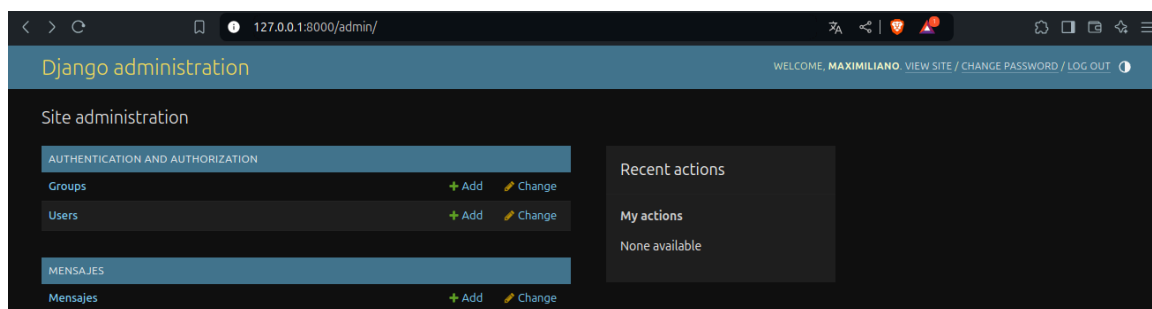 127.0.0.1:8000/admin/
Django administration
WELCOME, MAXIMILIANO. VIEW SITE / CHANGE PASSWORD / LOG OUT
Site administration
AUTHENTICATION AND AUTHORIZATION
Groups + Add Change
Users + Add Change
MENSAJES
Mensajes + Add Change
Recent actions
My actions
None available